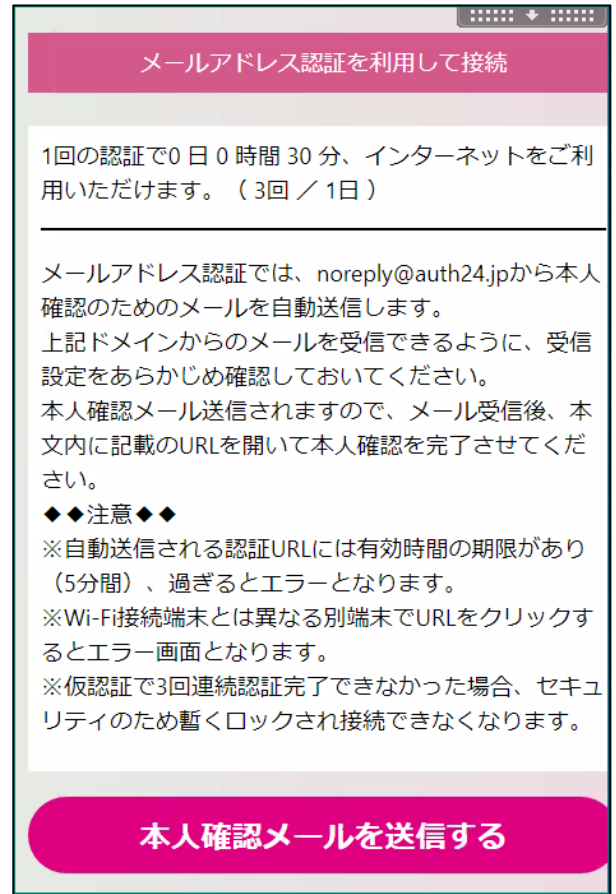 メールアドレス認証を利用して接続
1回の認証で0 日 0 時間 30 分、インターネットをご利
用いただけます。（ 3回 ／ 1日 ）
メールアドレス認証では、noreply@auth24.jpから本人
確認のためのメールを自動送信します。
上記ドメインからのメールを受信できるように、受信
設定をあらかじめ確認しておいてください。
本人確認メール送信されますので、メール受信後、本
文内に記載のURLを開いて本人確認を完了させてくだ
さい。
◆◆注意◆◆
※自動送信される認証URLには有効時間の期限があり
（5分間）、過ぎるとエラーとなります。
※Wi-Fi接続端末とは異なる別端末でURLをクリックす
るとエラー画面となります。
※仮認証で3回連続認証完了できなかった場合、セキュ
リティのため暫くロックされ接続できなくなります。
本人確認メールを送信する